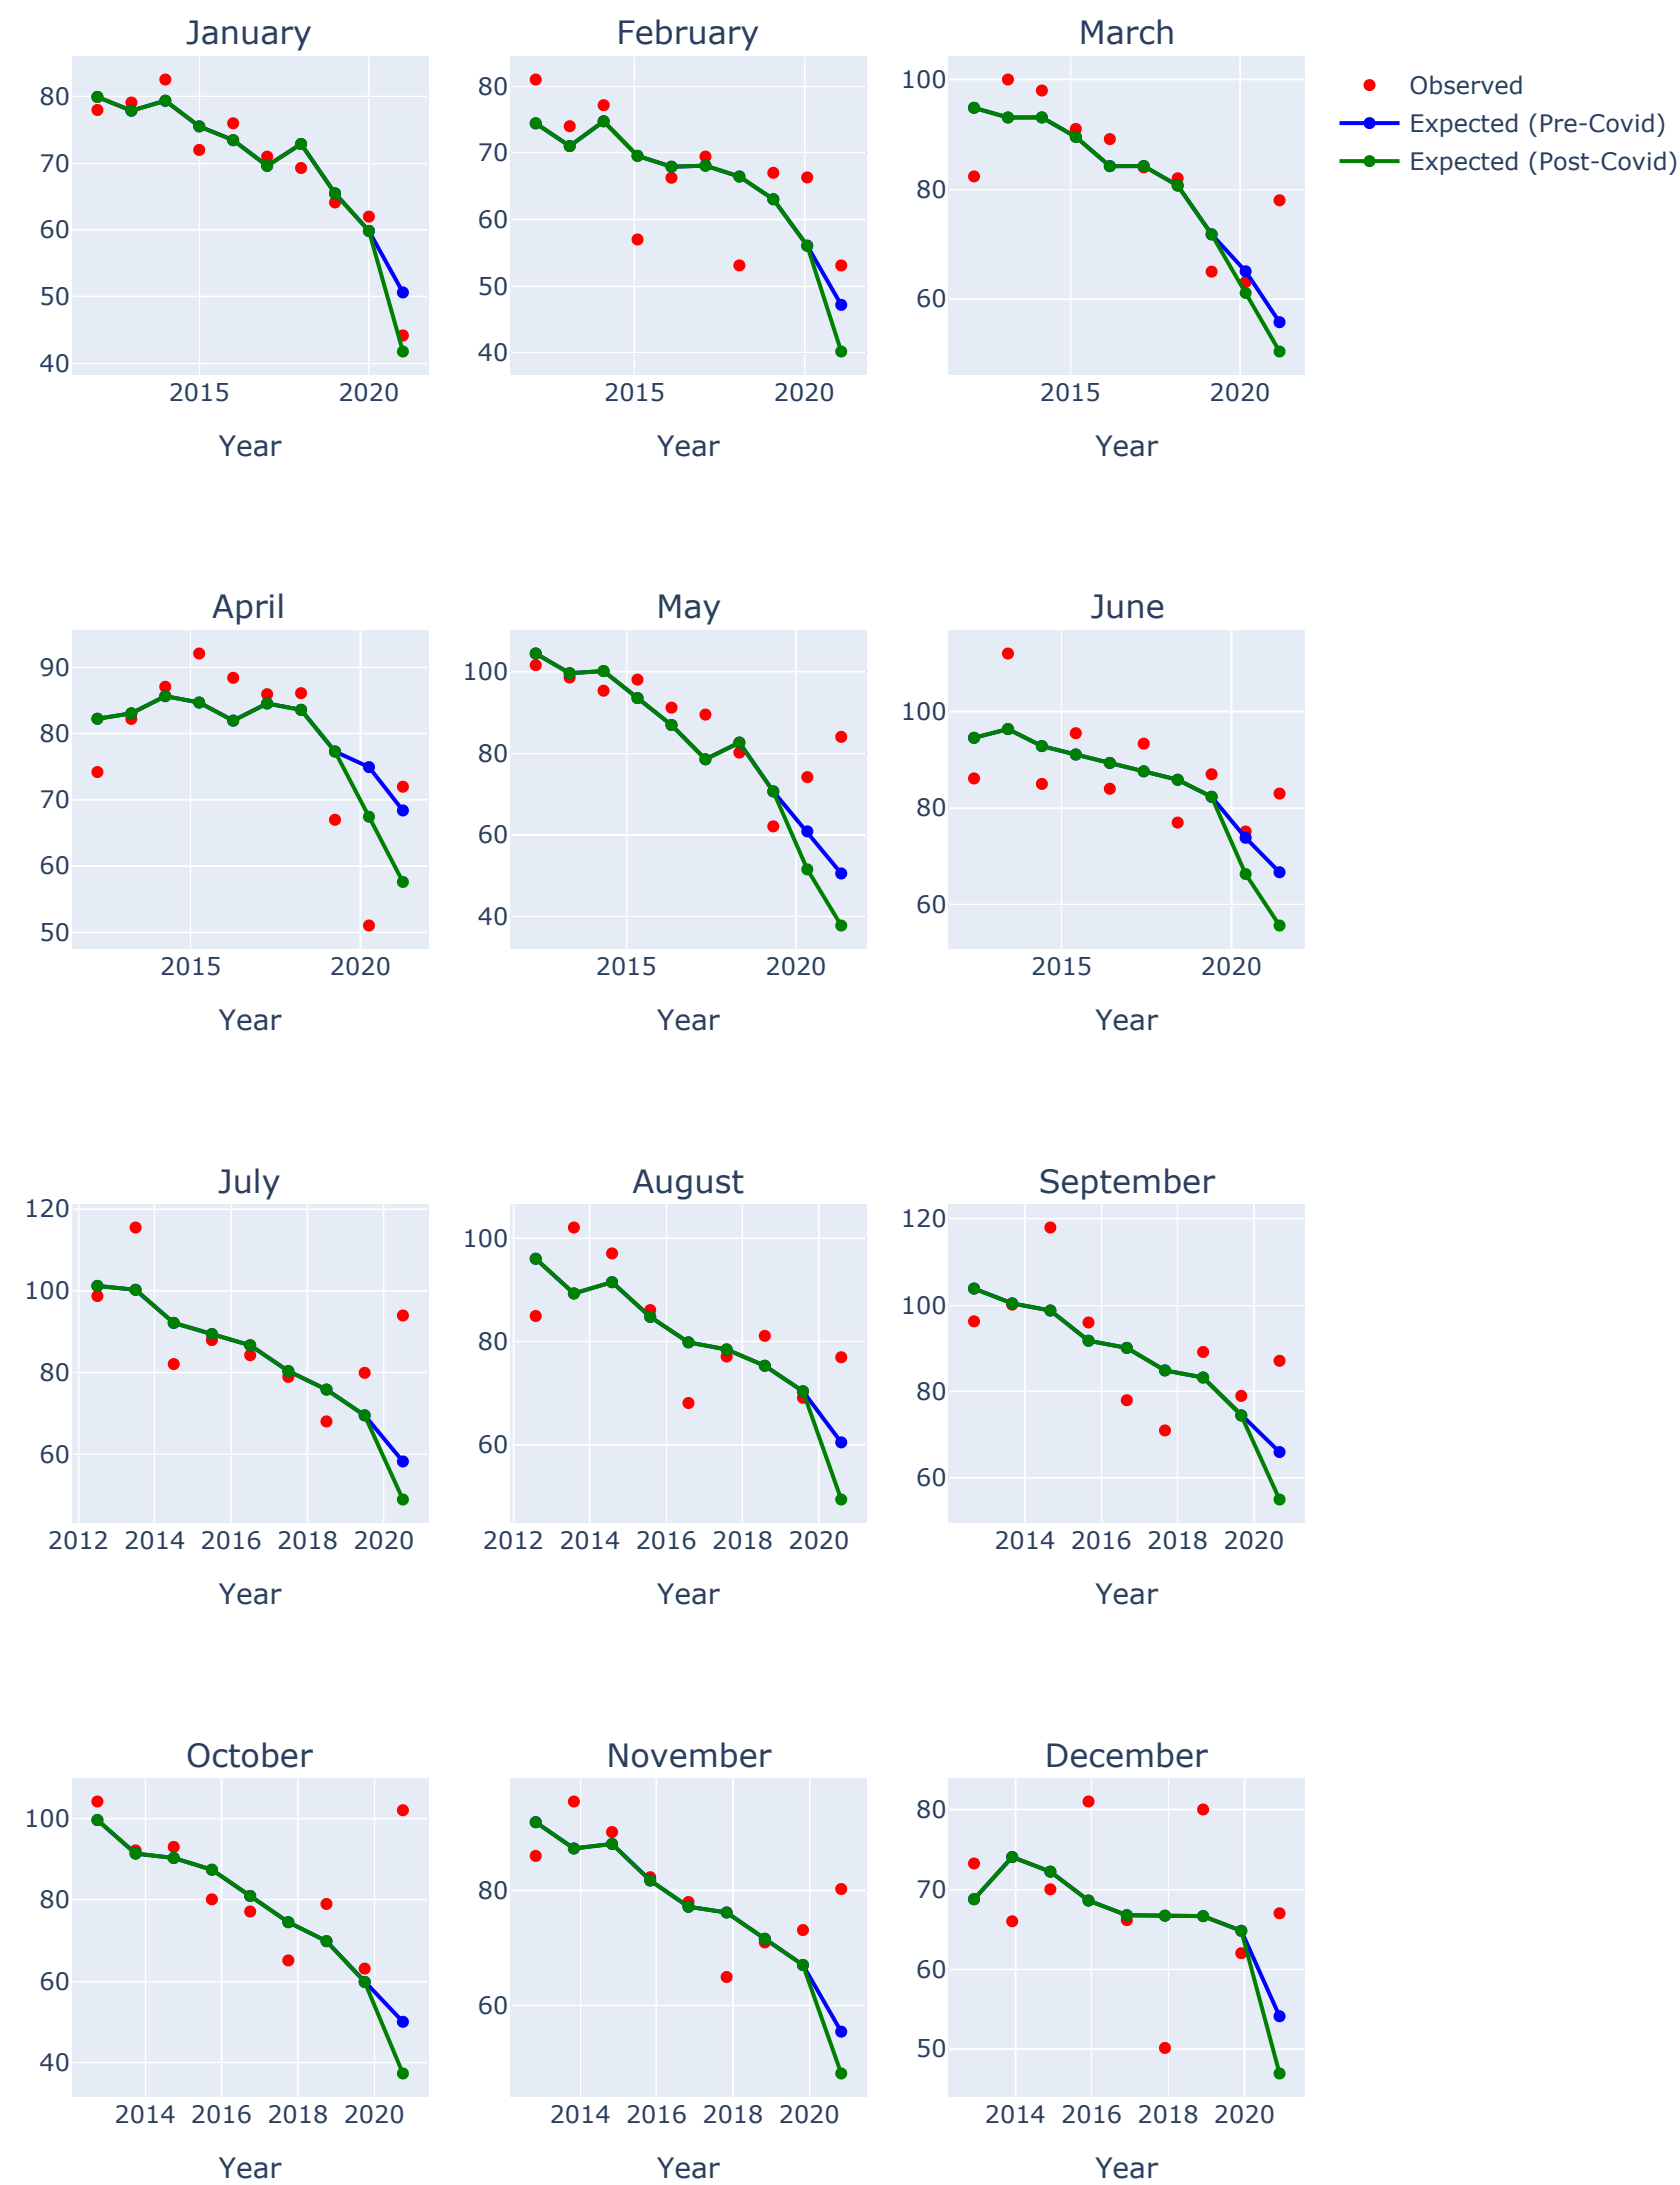 January
February
March
Observed
Expected (Pre-Covid)
Expected (Post-Covid)
80
70
60
50
40
2015
2020
Year
80
70
60
50
40
2015
2020
Year
100
80
60
2015
2020
Year
April
May
June
90
80
70
60
50
2015
2020
Year
100
80
60
40
2015
2020
Year
100
80
60
2015
2020
Year
July
August
September
120
100
80
60
2012 2014 2016 2018 2020
Year
100
80
60
2012 2014 2016 2018 2020
Year
120
100
80
60
2014 2016 2018 2020
Year
October
November
December
100
80
60
40
2014 2016 2018 2020
Year
80
60
2014 2016 2018 2020
Year
80
70
60
50
2014 2016 2018 2020
Year